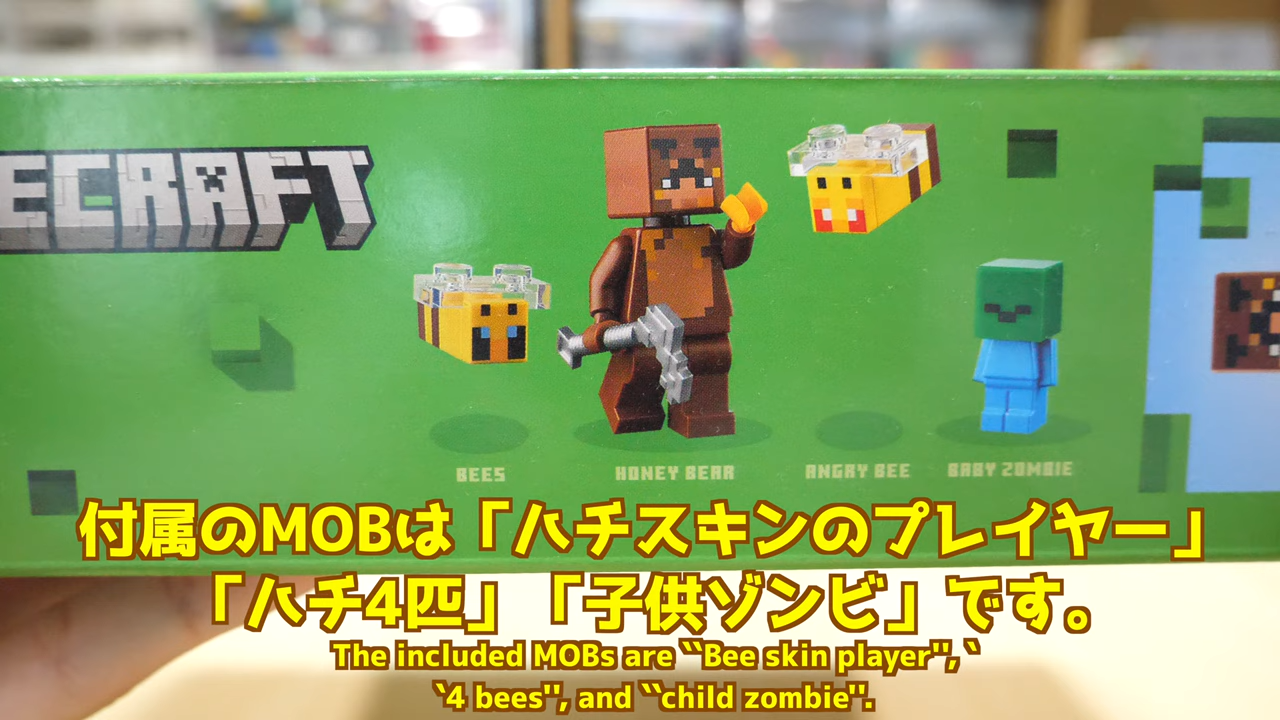 ECRAFT
BEES
HONEY BEAR
ANGRY BEE
BABY ZOMBIE
付属のMOBは「ハチスキンのプレイヤー」
「ハチ4匹」「子供ゾンビ」です。
The included MOBs are ``Bee skin player'', `
`4 bees'', and ``child zombie''.